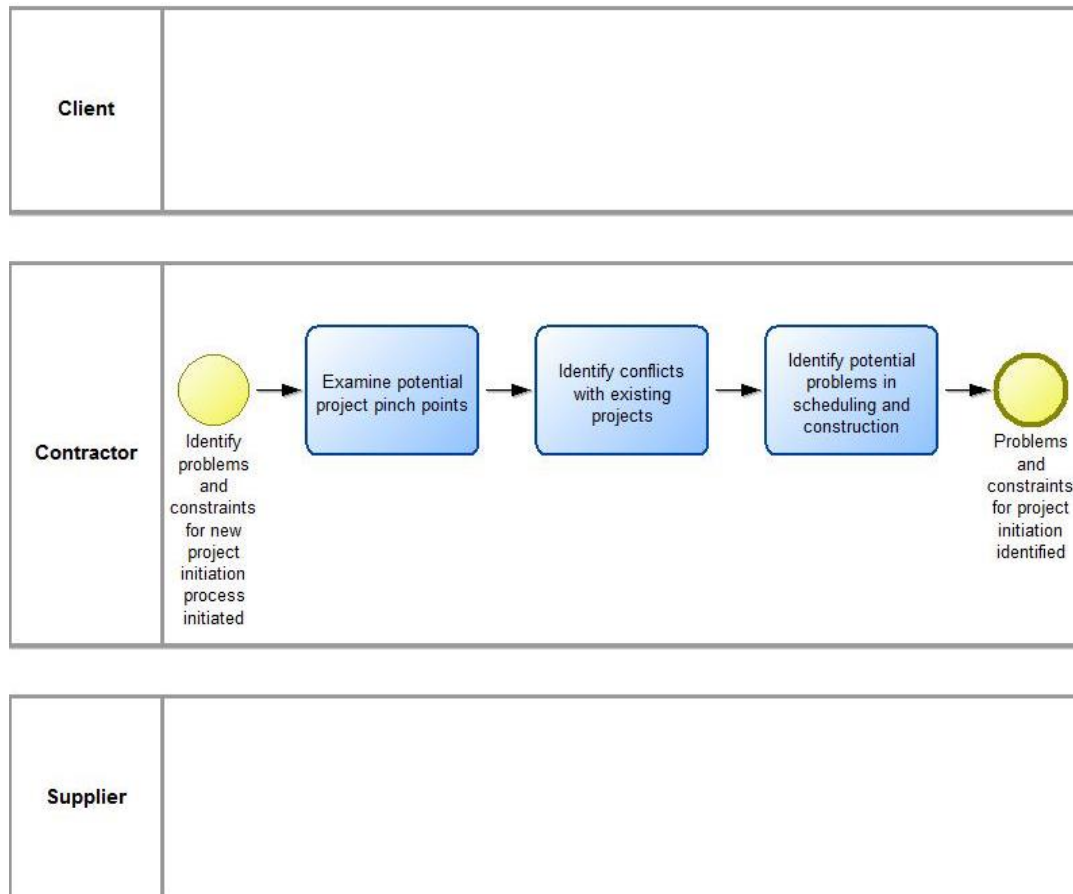 Client
Contractor
Identify
problems
and
constraints
for new
project
initiation
process
initiated
Examine potential
project pinch points
Identify conflicts
with existing
projects
Identify potential
problems in
scheduling and
construction
Problems
and
constraints
for project
initiation
identified
Supplier